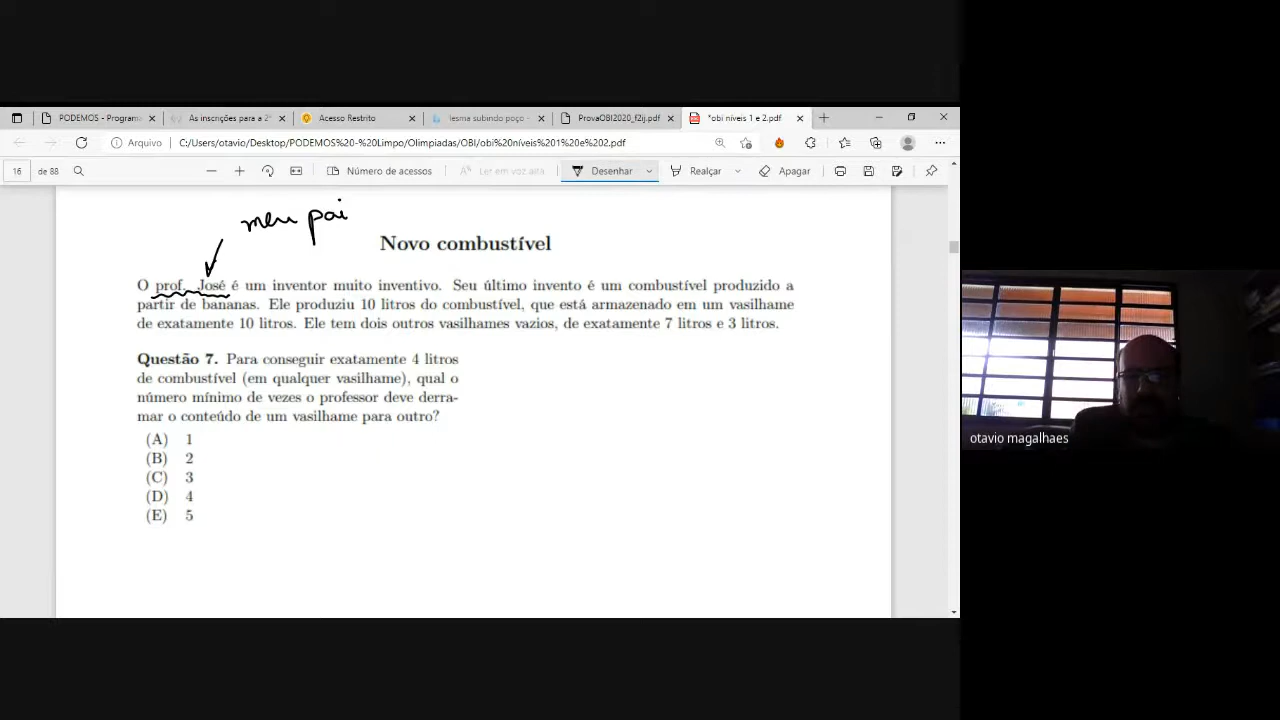 PODEMOS - Programa
As inscrições para a 2ª
Acesso Restrito
lesma subindo poço -
ProvaOBI2020_f2ij.pdf
*obi níveis 1 e 2.pdf
Arquivo
C:/Users/otavio/Desktop/PODEMOS%20-%20Limpo/Olimpiadas/OBI/obi%20níveis%201%20e%202.pdf
16 de 88
Número de acessos
Ler em voz alta
Desenhar
Realçar
Apagar
meu pai
Novo combustível
O prof. José é um inventor muito inventivo. Seu último invento é um combustível produzido a
partir de bananas. Ele produziu 10 litros do combustível, que está armazenado em um vasilhame
de exatamente 10 litros. Ele tem dois outros vasilhames vazios, de exatamente 7 litros e 3 litros.
Questão 7. Para conseguir exatamente 4 litros
de combustível (em qualquer vasilhame), qual o
número mínimo de vezes o professor deve derra-
mar o conteúdo de um vasilhame para outro?
(A) 1
(B) 2
(C) 3
(D) 4
(E) 5
otavio magalhaes